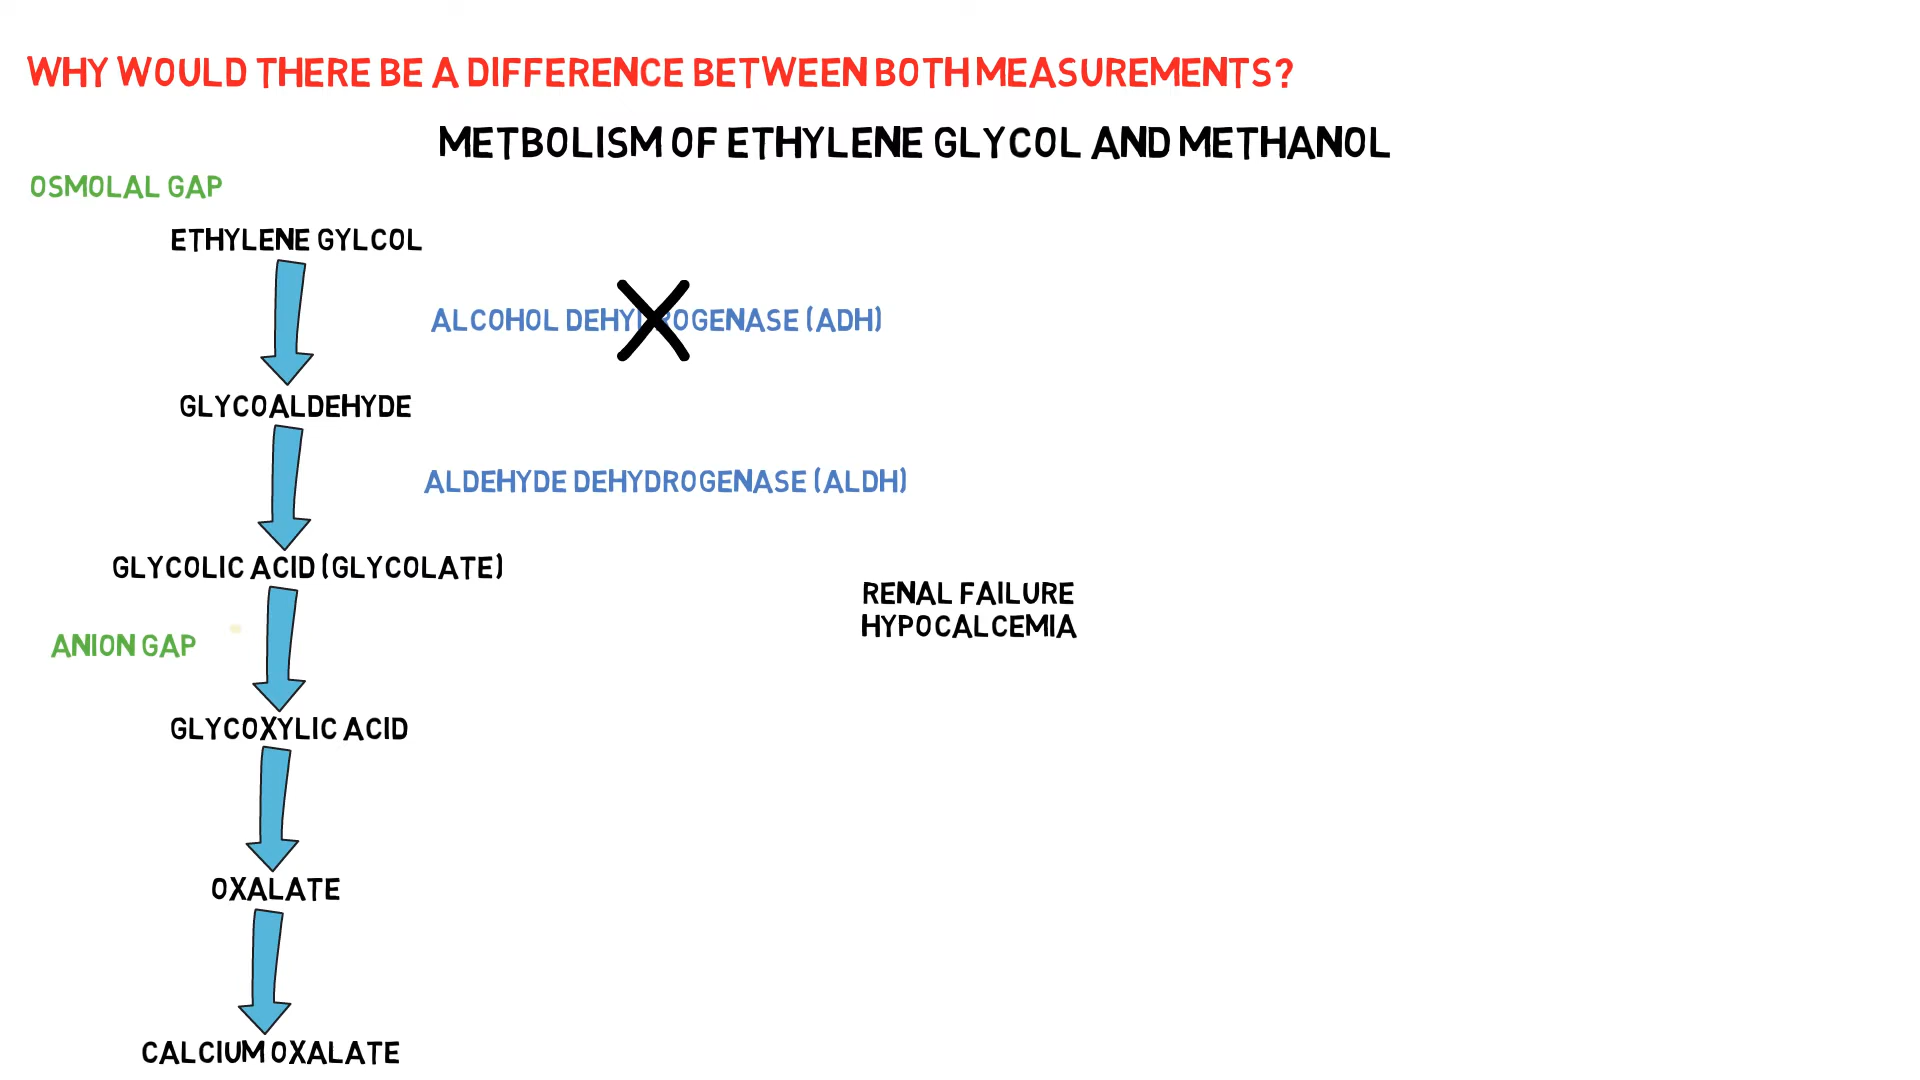 WHY WOULD THERE BE A DIFFERENCE BETWEEN BOTH MEASUREMENTS?
METBOLISM OF ETHYLENE GLYCOL AND METHANOL
OSMOLAL GAP
ETHYLENE GYLCOL
ALCOHOL DEHYDROGENASE (ADH)
GLYCOALDEHYDE
ALDEHYDE DEHYDROGENASE (ALDH)
GLYCOLIC ACID (GLYCOLATE)
RENAL FAILURE
HYPOCALCEMIA
ANION GAP
GLYCOXYLIC ACID
OXALATE
CALCIUM OXALATE